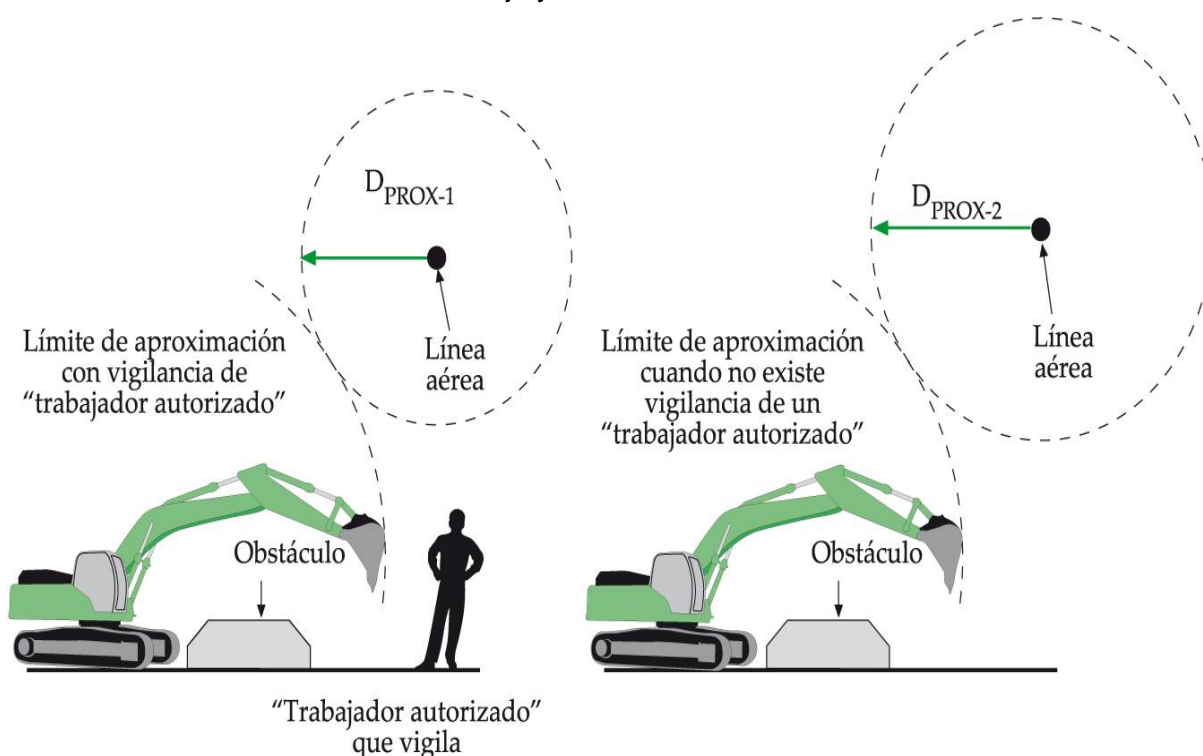 D PROX-1
Línea
aérea
Límite de aproximación
con vigilancia de
“trabajador autorizado”
Obstáculo
“Trabajador autorizado”
que vigila
D PROX-2
Línea
aérea
Límite de aproximación
cuando no existe
vigilancia de un
“trabajador autorizado”
Obstáculo